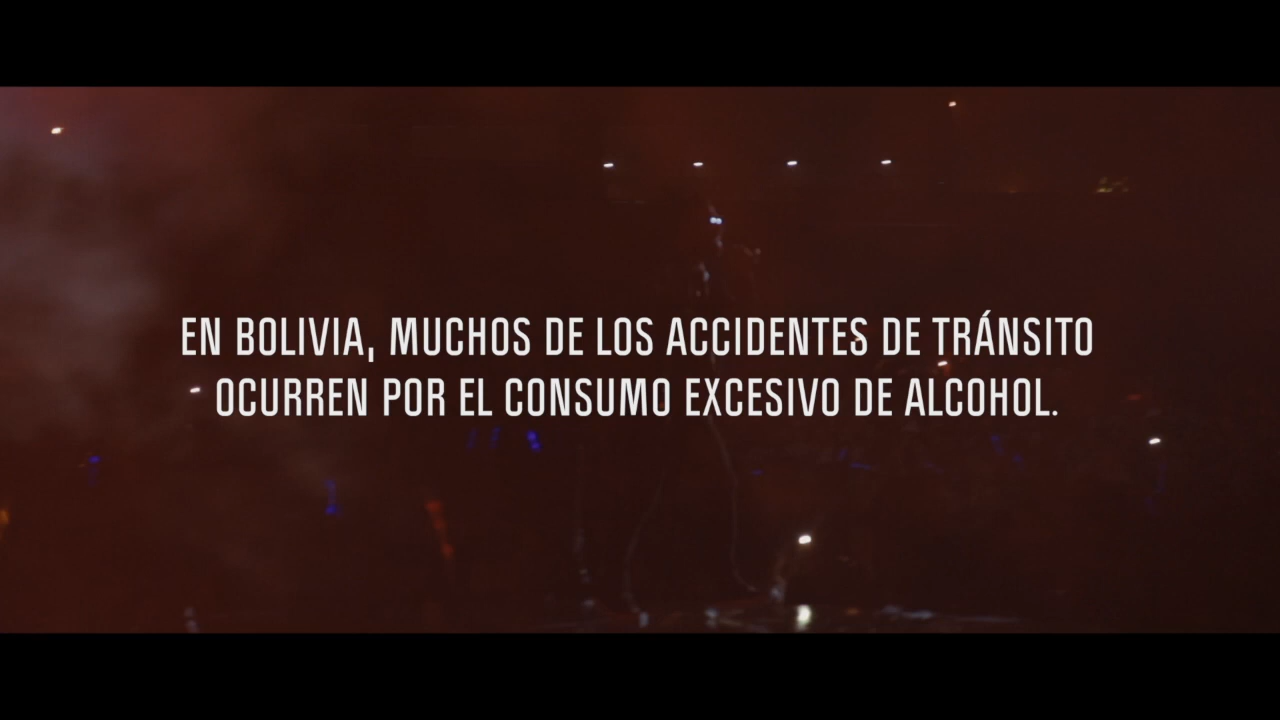 EN BOLIVIA, MUCHOS DE LOS ACCIDENTES DE TRÁNSITO
OCURREN POR EL CONSUMO EXCESIVO DE ALCOHOL.